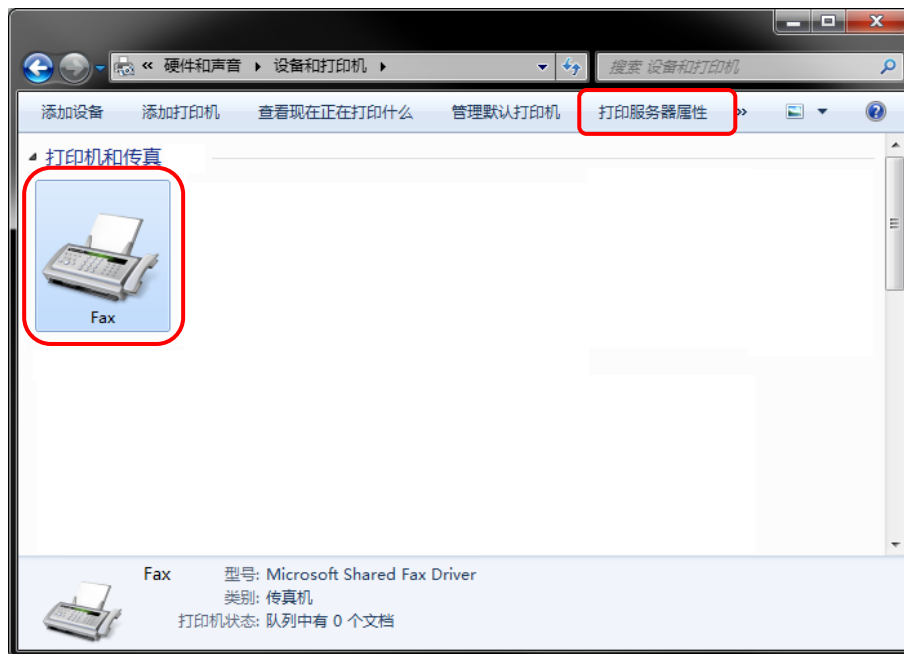 « 硬件和声音 ▸ 设备和打印机 ▸ 搜索 设备和打印机
添加设备 添加打印机 查看现在正在打印什么 管理默认打印机 打印服务器属性 »
打印机和传真
Fax
Fax 型号: Microsoft Shared Fax Driver
类别: 传真机
打印机状态: 队列中有 0 个文档